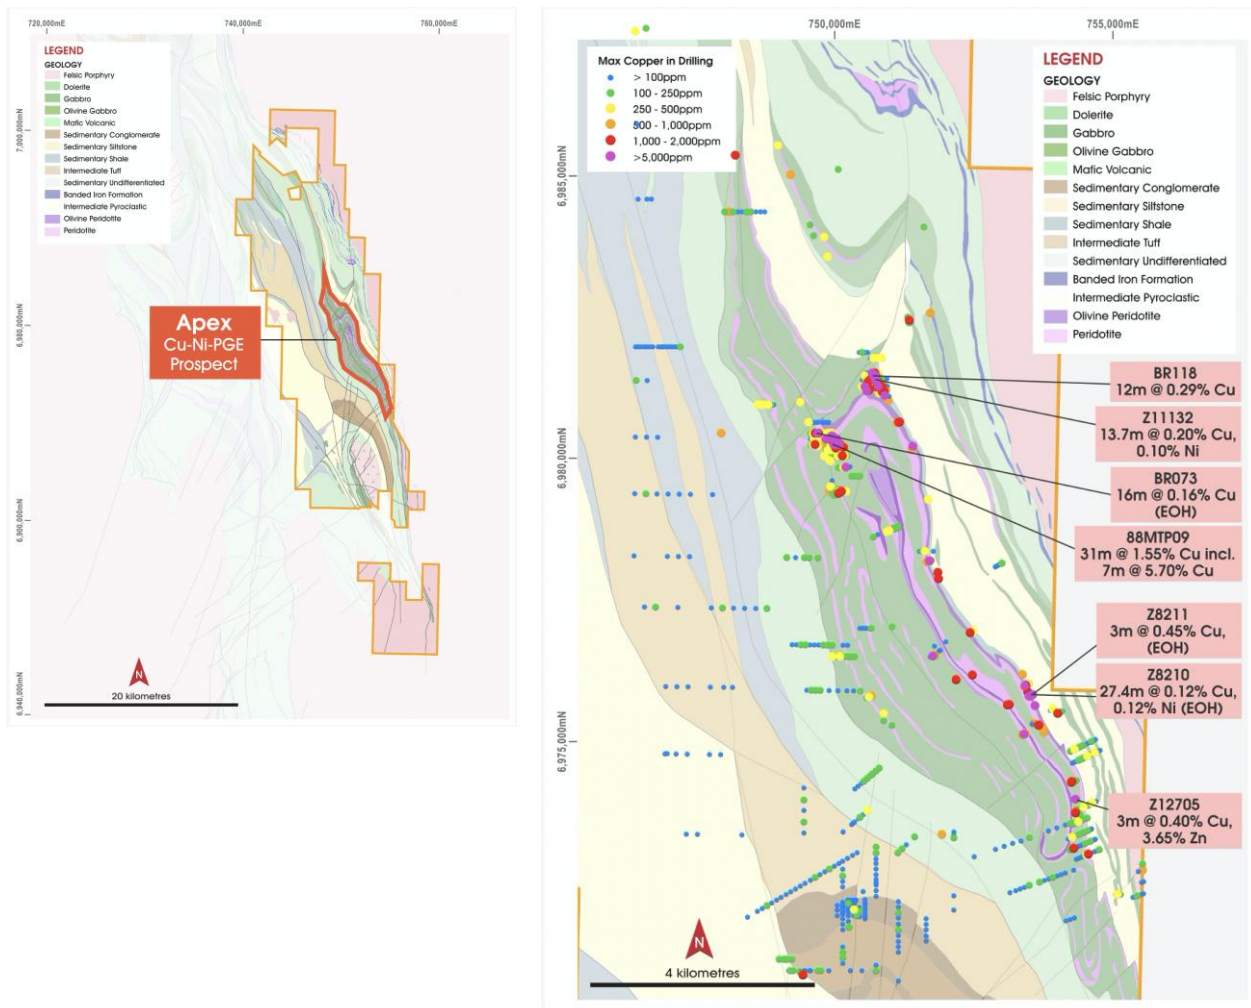 720,000mE
740,000mE
760,000mE
LEGEND
GEOLOGY
Felsic Porphyry
Dolerite
Gabbro
Olivine Gabbro
Mafic Volcanic
Sedimentary Conglomerate
Sedimentary Siltstone
Sedimentary Shale
Intermediate Tuff
Sedimentary Undifferentiated
Banded Iron Formation
Intermediate Pyroclastic
Olivine Peridotite
Peridotite
7,000,000mN
6,980,000mN
6,900,000mN
6,940,000mN
Apex
Cu-Ni-PGE
Prospect
N
20 kilometres
750,000mE
755,000mE
Max Copper in Drilling
> 100ppm
100 - 250ppm
250 - 500ppm
500 - 1,000ppm
1,000 - 2,000ppm
>5,000ppm
LEGEND
GEOLOGY
Felsic Porphyry
Dolerite
Gabbro
Olivine Gabbro
Mafic Volcanic
Sedimentary Conglomerate
Sedimentary Siltstone
Sedimentary Shale
Intermediate Tuff
Sedimentary Undifferentiated
Banded Iron Formation
Intermediate Pyroclastic
Olivine Peridotite
Peridotite
6,985,000mN
6,980,000mN
6,975,000mN
BR118
12m @ 0.29% Cu
Z11132
13.7m @ 0.20% Cu,
0.10% Ni
BR073
16m @ 0.16% Cu
(EOH)
88MTP09
31m @ 1.55% Cu incl.
7m @ 5.70% Cu
Z8211
3m @ 0.45% Cu,
(EOH)
Z8210
27.4m @ 0.12% Cu,
0.12% Ni (EOH)
Z12705
3m @ 0.40% Cu,
3.65% Zn
N
4 kilometres